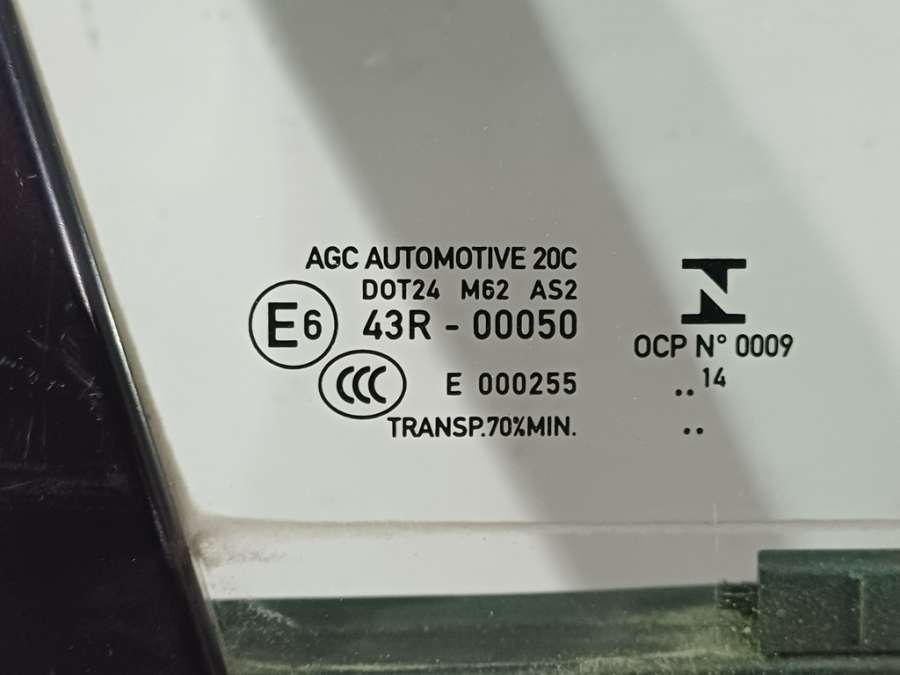 AGC AUTOMOTIVE 20C
DOT24 M62 AS2
E6 43R - 00050
CCC E 000255
TRANSP.70%MIN.
N
OCP N° 0009
..14
..